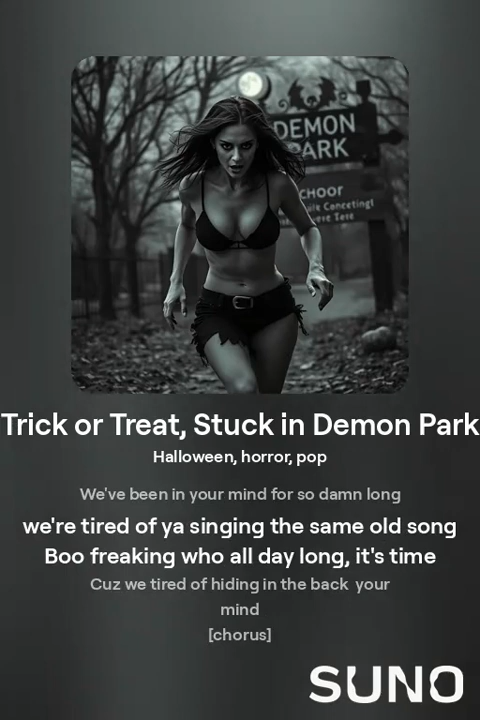 DEMON
PARK
CHOOR
Trick or Treat, Stuck in Demon Park
Halloween, horror, pop
We've been in your mind for so damn long
we're tired of ya singing the same old song
Boo freaking who all day long, it's time
Cuz we tired of hiding in the back your
mind
[chorus]
SUNO